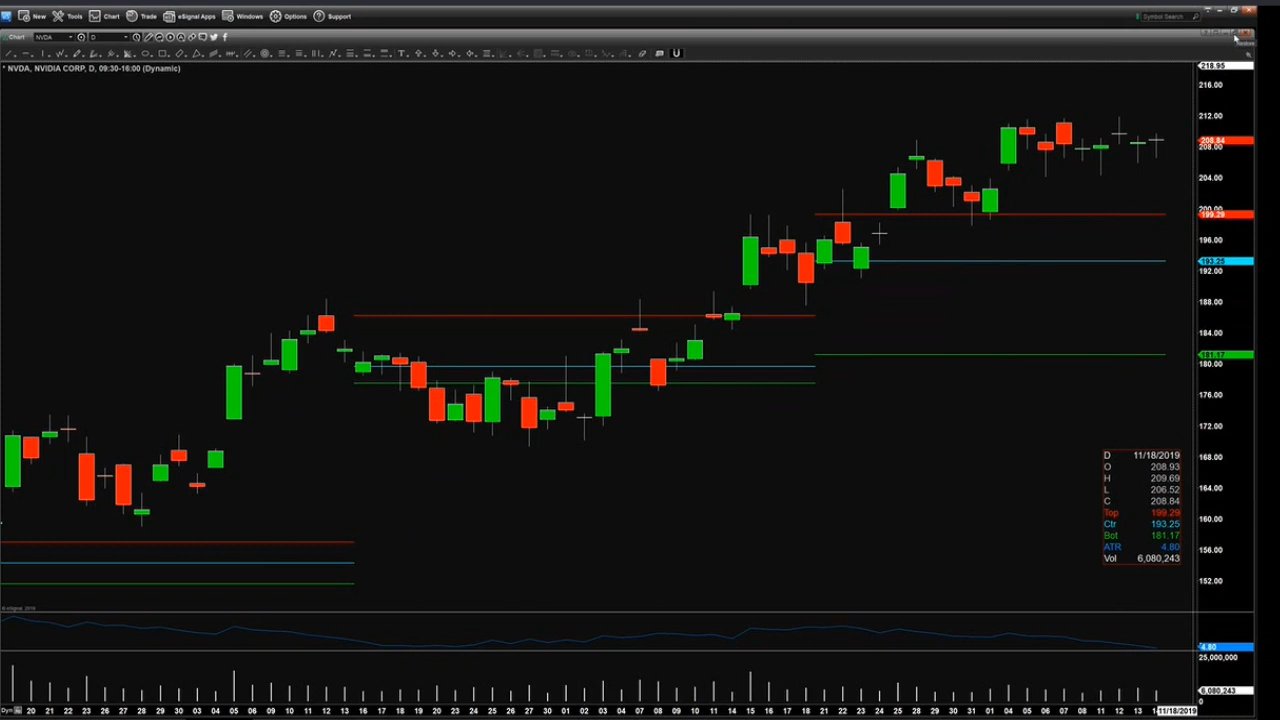 New Tools Chart Trade eSignal Apps Windows Options Support Symbol Search
Chart NVDA D
Restore
* NVDA, NVIDIA CORP, D, 09:30-16:00 (Dynamic)
218.95
216.00
212.00
208.84
208.00
204.00
200.00
199.29
196.00
193.25
192.00
188.00
184.00
181.17
180.00
176.00
172.00
168.00
164.00
160.00
156.00
152.00
D 11/18/2019
O 208.93
H 209.69
L 206.52
C 208.84
Top 199.29
Ctr 193.25
Bot 181.17
ATR 4.80
Vol 6,080,243
© eSignal, 2019
4.80
25,000,000
6,080,243
0
Dyn 20 21 22 23 26 27 28 29 30 03 04 05 06 09 10 11 12 13 16 17 18 19 20 23 24 25 26 27 30 01 02 03 04 07 08 09 10 11 14 15 16 17 18 21 22 23 24 25 28 29 30 31 01 04 05 06 07 08 11 12 13 11/18/2019